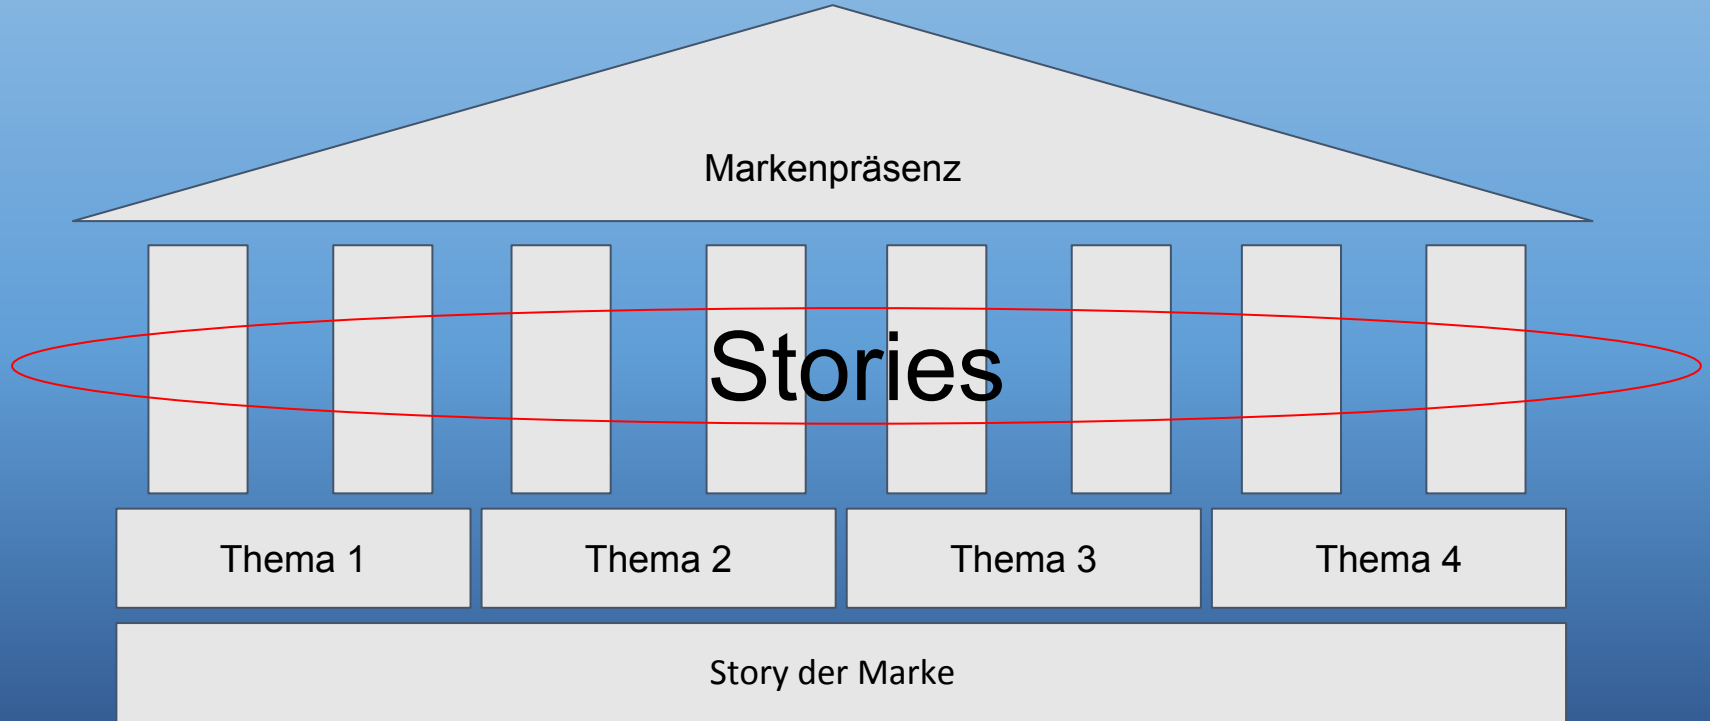 Markenpräsenz
Stories
Thema 1
Thema 2
Thema 3
Thema 4
Story der Marke